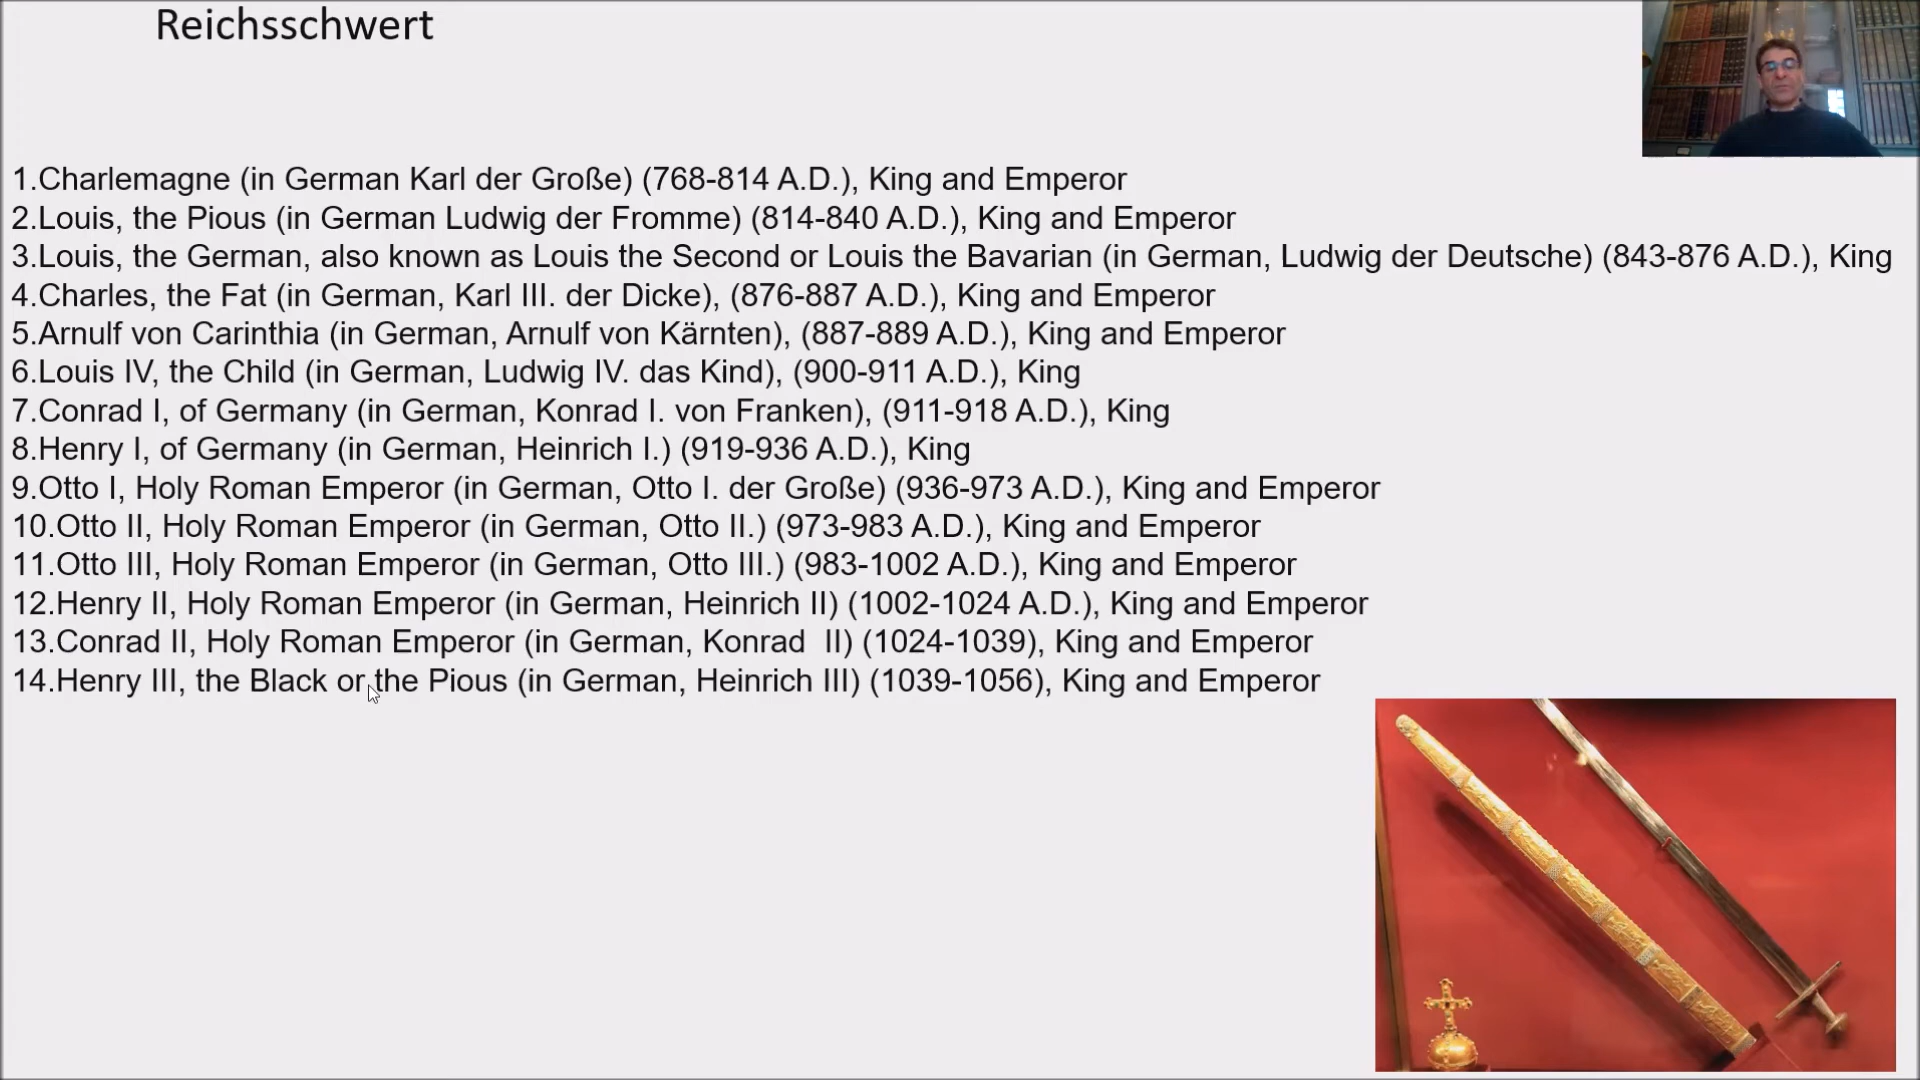 Reichsschwert
1.Charlemagne (in German Karl der Große) (768-814 A.D.), King and Emperor
2.Louis, the Pious (in German Ludwig der Fromme) (814-840 A.D.), King and Emperor
3.Louis, the German, also known as Louis the Second or Louis the Bavarian (in German, Ludwig der Deutsche) (843-876 A.D.), King
4.Charles, the Fat (in German, Karl III. der Dicke), (876-887 A.D.), King and Emperor
5.Arnulf von Carinthia (in German, Arnulf von Kärnten), (887-889 A.D.), King and Emperor
6.Louis IV, the Child (in German, Ludwig IV. das Kind), (900-911 A.D.), King
7.Conrad I, of Germany (in German, Konrad I. von Franken), (911-918 A.D.), King
8.Henry I, of Germany (in German, Heinrich I.) (919-936 A.D.), King
9.Otto I, Holy Roman Emperor (in German, Otto I. der Große) (936-973 A.D.), King and Emperor
10.Otto II, Holy Roman Emperor (in German, Otto II.) (973-983 A.D.), King and Emperor
11.Otto III, Holy Roman Emperor (in German, Otto III.) (983-1002 A.D.), King and Emperor
12.Henry II, Holy Roman Emperor (in German, Heinrich II) (1002-1024 A.D.), King and Emperor
13.Conrad II, Holy Roman Emperor (in German, Konrad  II) (1024-1039), King and Emperor
14.Henry III, the Black or the Pious (in German, Heinrich III) (1039-1056), King and Emperor